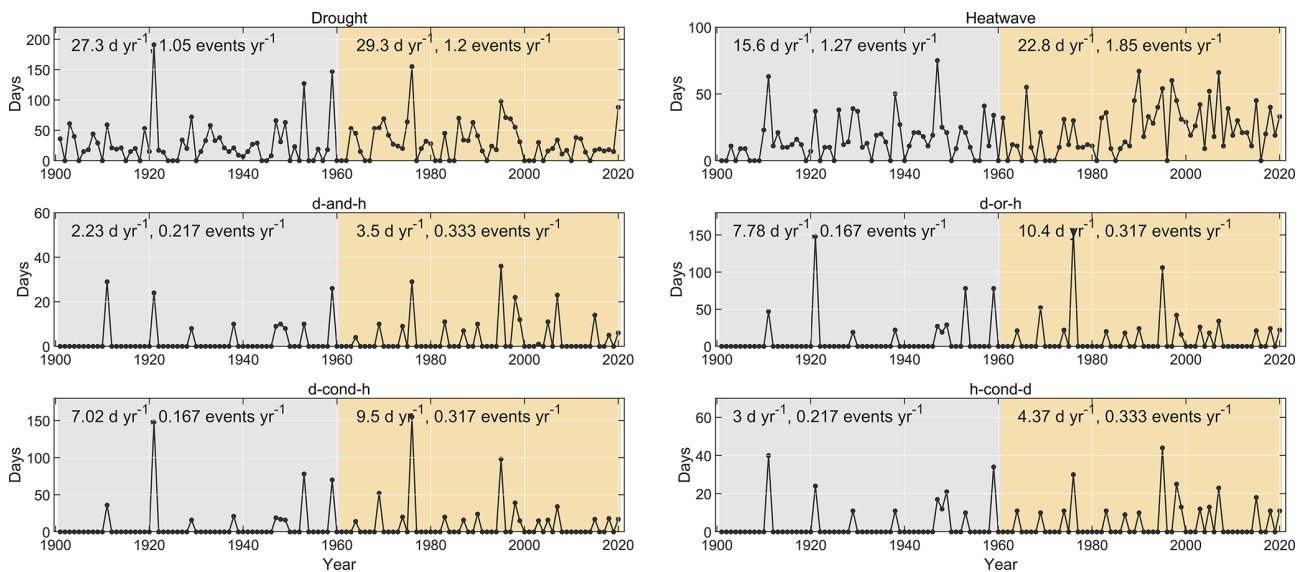 Drought
27.3 d yr-1, 1.05 events yr-1
29.3 d yr-1, 1.2 events yr-1
Days
200
150
100
50
0
1900 1920 1940 1960 1980 2000 2020
Heatwave
15.6 d yr-1, 1.27 events yr-1
22.8 d yr-1, 1.85 events yr-1
Days
100
50
0
1900 1920 1940 1960 1980 2000 2020
d-and-h
2.23 d yr-1, 0.217 events yr-1
3.5 d yr-1, 0.333 events yr-1
Days
60
40
20
0
1900 1920 1940 1960 1980 2000 2020
d-or-h
7.78 d yr-1, 0.167 events yr-1
10.4 d yr-1, 0.317 events yr-1
Days
150
100
50
0
1900 1920 1940 1960 1980 2000 2020
d-cond-h
7.02 d yr-1, 0.167 events yr-1
9.5 d yr-1, 0.317 events yr-1
Days
150
100
50
0
1900 1920 1940 1960 1980 2000 2020
Year
h-cond-d
3 d yr-1, 0.217 events yr-1
4.37 d yr-1, 0.333 events yr-1
Days
60
40
20
0
1900 1920 1940 1960 1980 2000 2020
Year